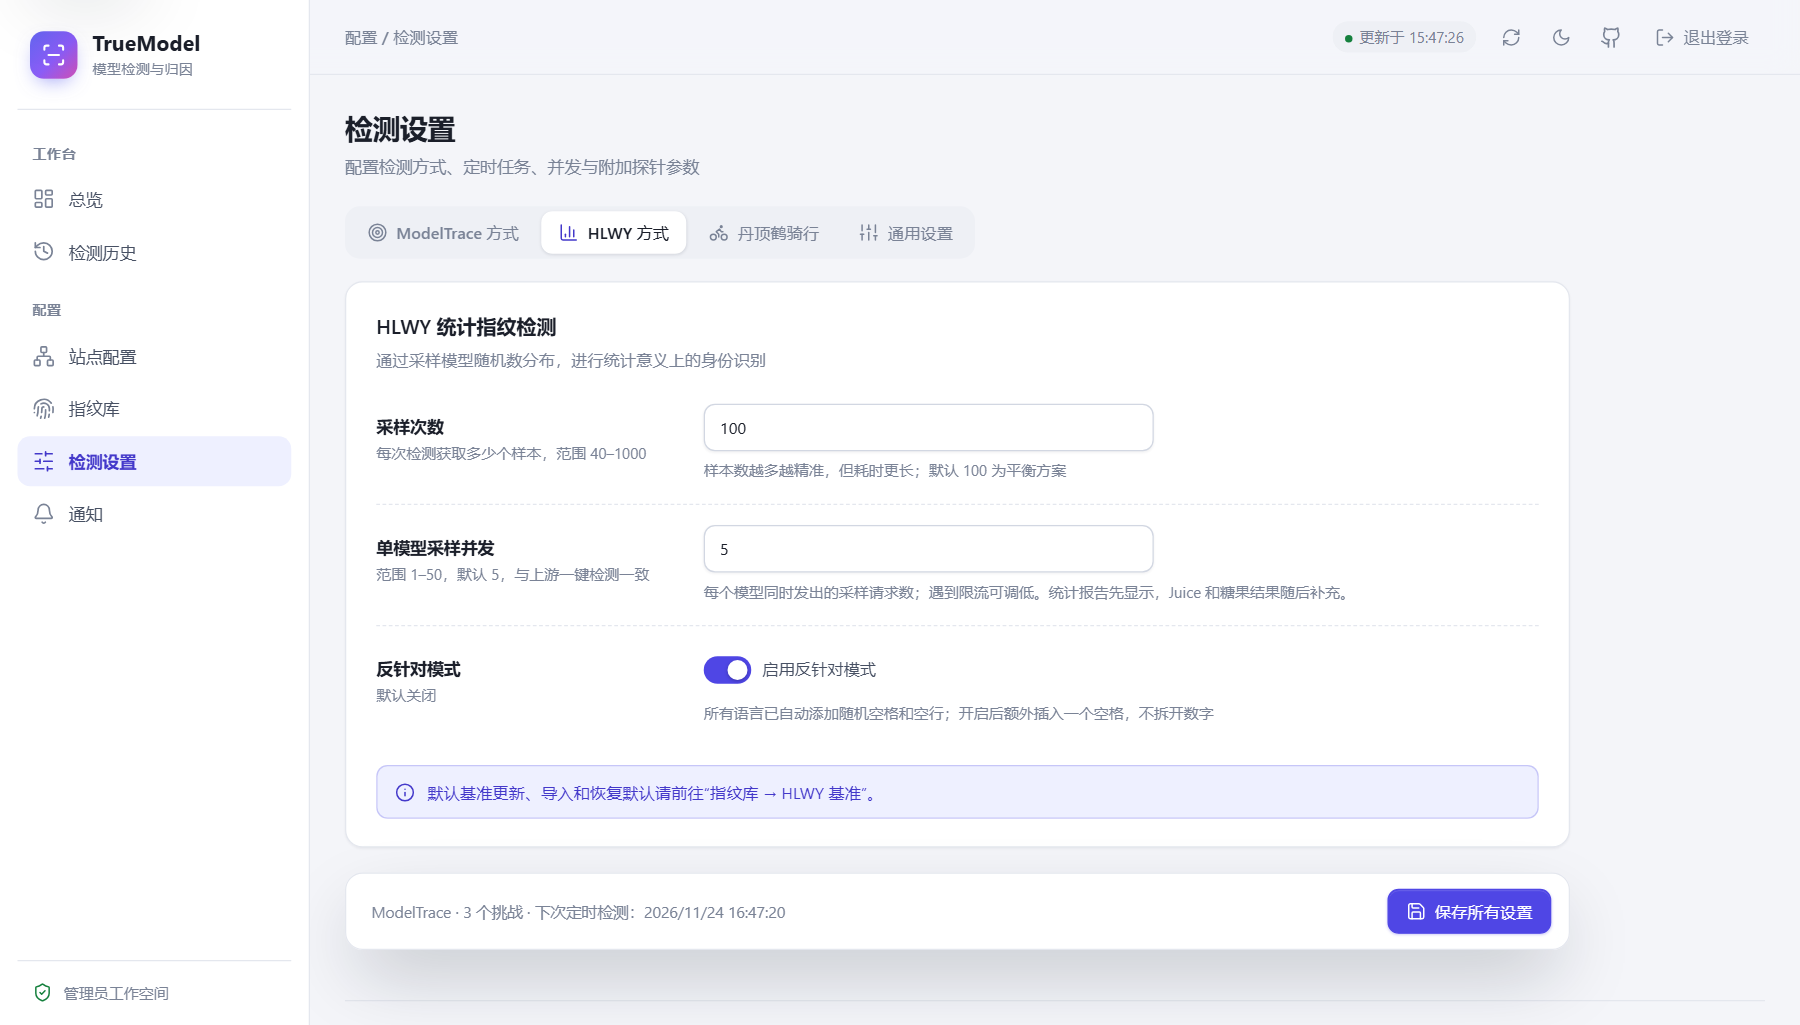 TrueModel
模型检测与归因
工作台
总览
检测历史
配置
站点配置
指纹库
检测设置
通知
管理员工作空间
配置 / 检测设置
更新于 15:47:26
退出登录
检测设置
配置检测方式、定时任务、并发与附加探针参数
ModelTrace 方式
HLWY 方式
丹顶鹤骑行
通用设置
HLWY 统计指纹检测
通过采样模型随机数分布，进行统计意义上的身份识别
采样次数
每次检测获取多少个样本，范围 40–1000
100
样本数越多越精准，但耗时更长；默认 100 为平衡方案
单模型采样并发
范围 1–50，默认 5，与上游一键检测一致
5
每个模型同时发出的采样请求数；遇到限流可调低。统计报告先显示，Juice 和糖果结果随后补充。
反针对模式
默认关闭
启用反针对模式
所有语言已自动添加随机空格和空行；开启后额外插入一个空格，不拆开数字
默认基准更新、导入和恢复默认请前往“指纹库 → HLWY 基准”。
ModelTrace · 3 个挑战 · 下次定时检测：2026/11/24 16:47:20
保存所有设置